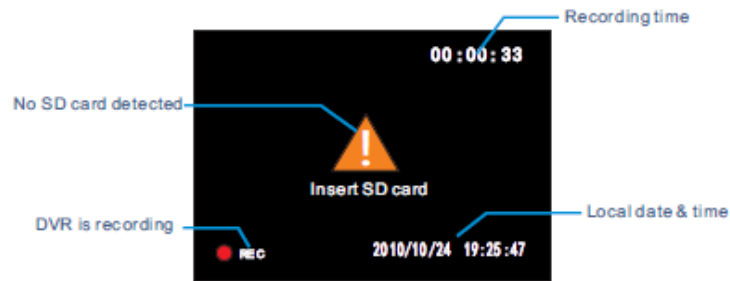 Recording time
00:00:33
No SD card detected
!
Insert SD card
DVR is recording
Local date & time
REC
2010/10/24 19:25:47